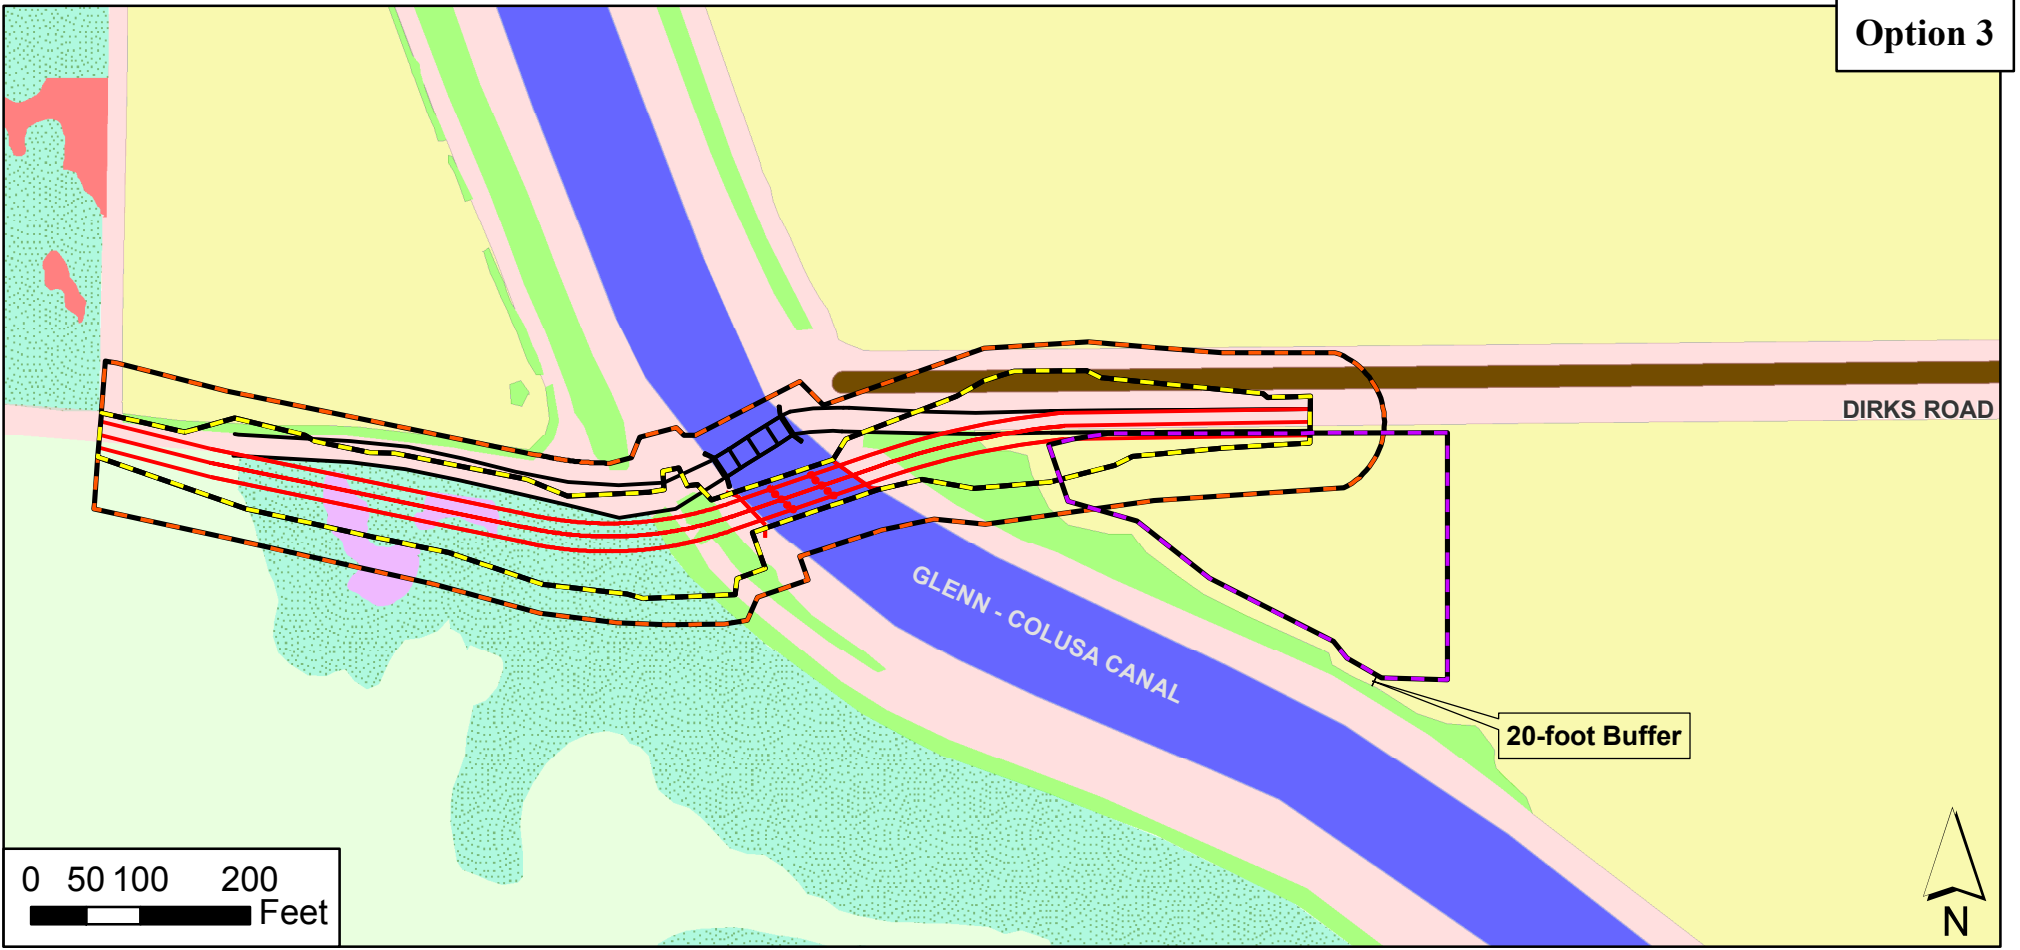 Option 3
DIRKS ROAD
GLENN - COLUSA CANAL
20-foot Buffer
0 50 100 200
Feet
N